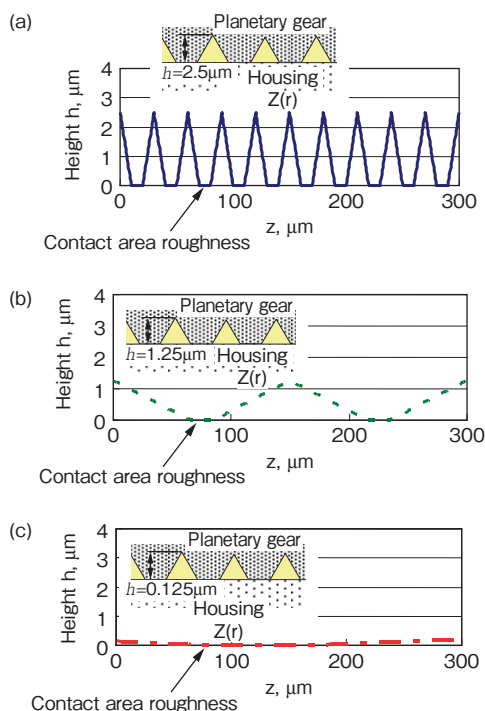 (a)
Planetary gear
h=2.5μm
Housing
Z(r)
Height h, μm
4
3
2
1
0
0 100 200 300
z, μm
Contact area roughness
(b)
Planetary gear
h=1.25μm
Housing
Z(r)
Height h, μm
4
3
2
1
0
0 100 200 300
z, μm
Contact area roughness
(c)
Planetary gear
h=0.125μm
Housing
Z(r)
Height h, μm
4
3
2
1
0
0 100 200 300
z, μm
Contact area roughness